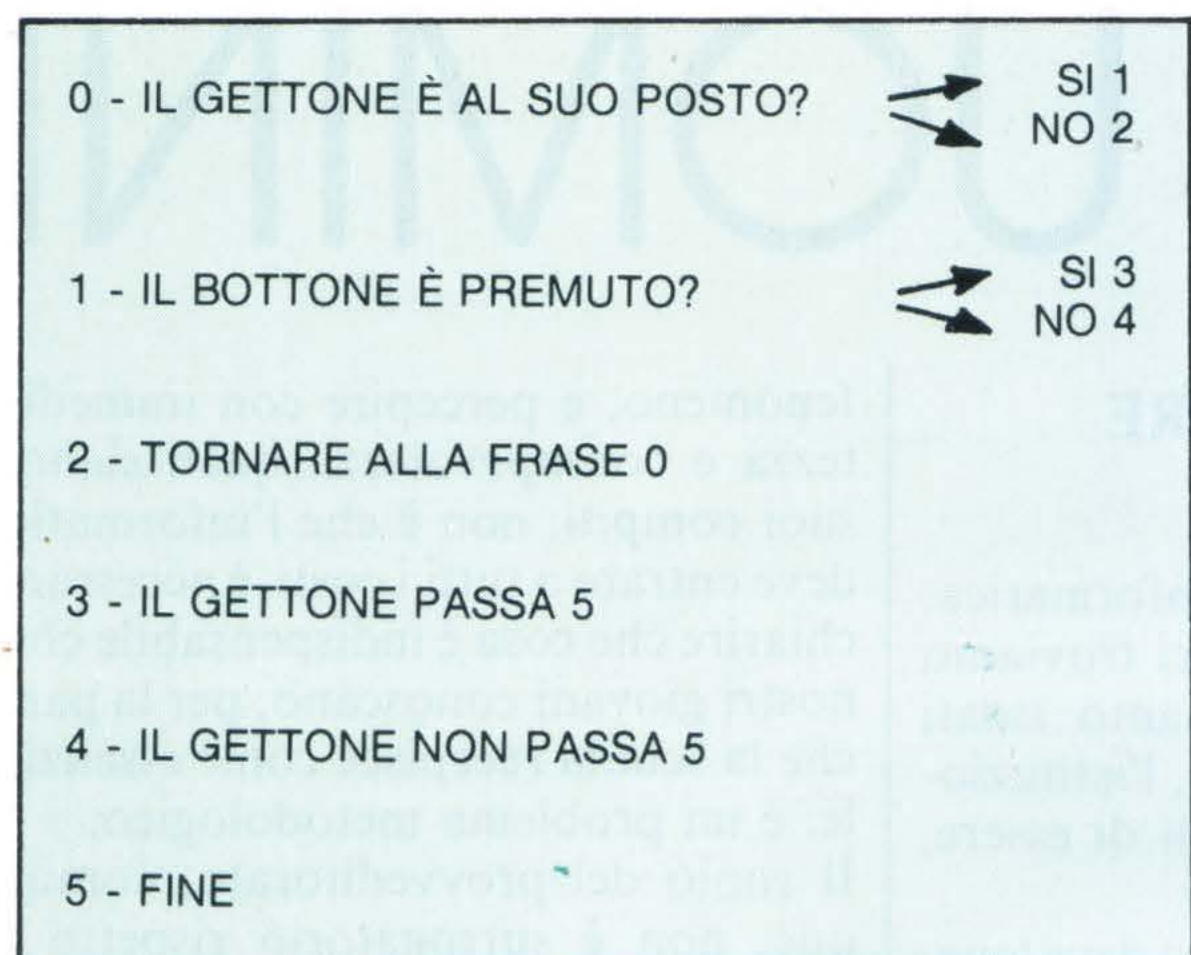 0 - IL GETTONE È AL SUO POSTO? SI 1
NO 2
1 - IL BOTTONE È PREMUTO? SI 3
NO 4
2 - TORNARE ALLA FRASE 0
3 - IL GETTONE PASSA 5
4 - IL GETTONE NON PASSA 5
5 - FINE